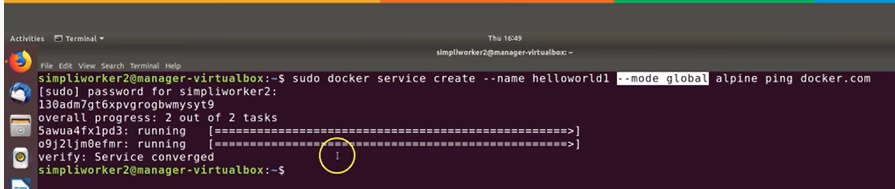 Activities Terminal Thu 16:49
simpliworker2@manager-virtualbox: ~
File Edit View Search Terminal Help
simpliworker2@manager-virtualbox:~$ sudo docker service create --name helloworld1 --mode global alpine ping docker.com
[sudo] password for simpliworker2:
130adm7gt6xpvgrogbwmysyt9
overall progress: 2 out of 2 tasks
5awua4fx1pd3: running [==================================================>]
o9j2ljm0efmr: running [==================================================>]
verify: Service converged
simpliworker2@manager-virtualbox:~$